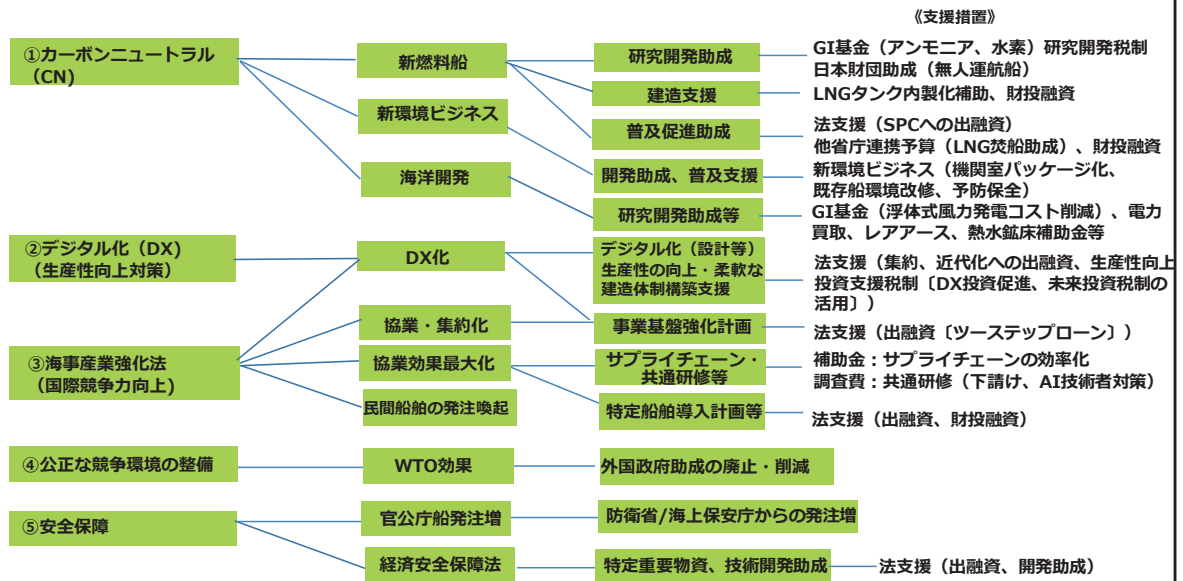 《支援措置》
①カーボンニュートラル
(CN)
新燃料船
研究開発助成
GI基金（アンモニア、水素）研究開発税制
日本財団助成（無人運航船）
建造支援
LNGタンク内製化補助、財投融資
新環境ビジネス
普及促進助成
法支援（SPCへの出融資）
他省庁連携予算（LNG焚船助成）、財投融資
海洋開発
開発助成、普及支援
新環境ビジネス（機関室パッケージ化、
既存船環境改修、予防保全）
研究開発助成等
GI基金（浮体式風力発電コスト削減）、電力
買取、レアアース、熱水鉱床補助金等
②デジタル化（DX)
（生産性向上対策）
DX化
デジタル化（設計等）
生産性の向上・柔軟な
建造体制構築支援
法支援（集約、近代化への出融資、生産性向上
投資支援税制〔DX投資促進、未来投資税制の
活用〕）
協業・集約化
事業基盤強化計画
法支援（出融資〔ツーステップローン〕）
③海事産業強化法
（国際競争力向上)
協業効果最大化
サプライチェーン・
共通研修等
補助金：サプライチェーンの効率化
調査費：共通研修（下請け、AI技術者対策）
民間船舶の発注喚起
特定船舶導入計画等
法支援（出融資、財投融資）
④公正な競争環境の整備
WTO効果
外国政府助成の廃止・削減
⑤安全保障
官公庁船発注増
防衛省/海上保安庁からの発注増
経済安全保障法
特定重要物資、技術開発助成
法支援（出融資、開発助成）